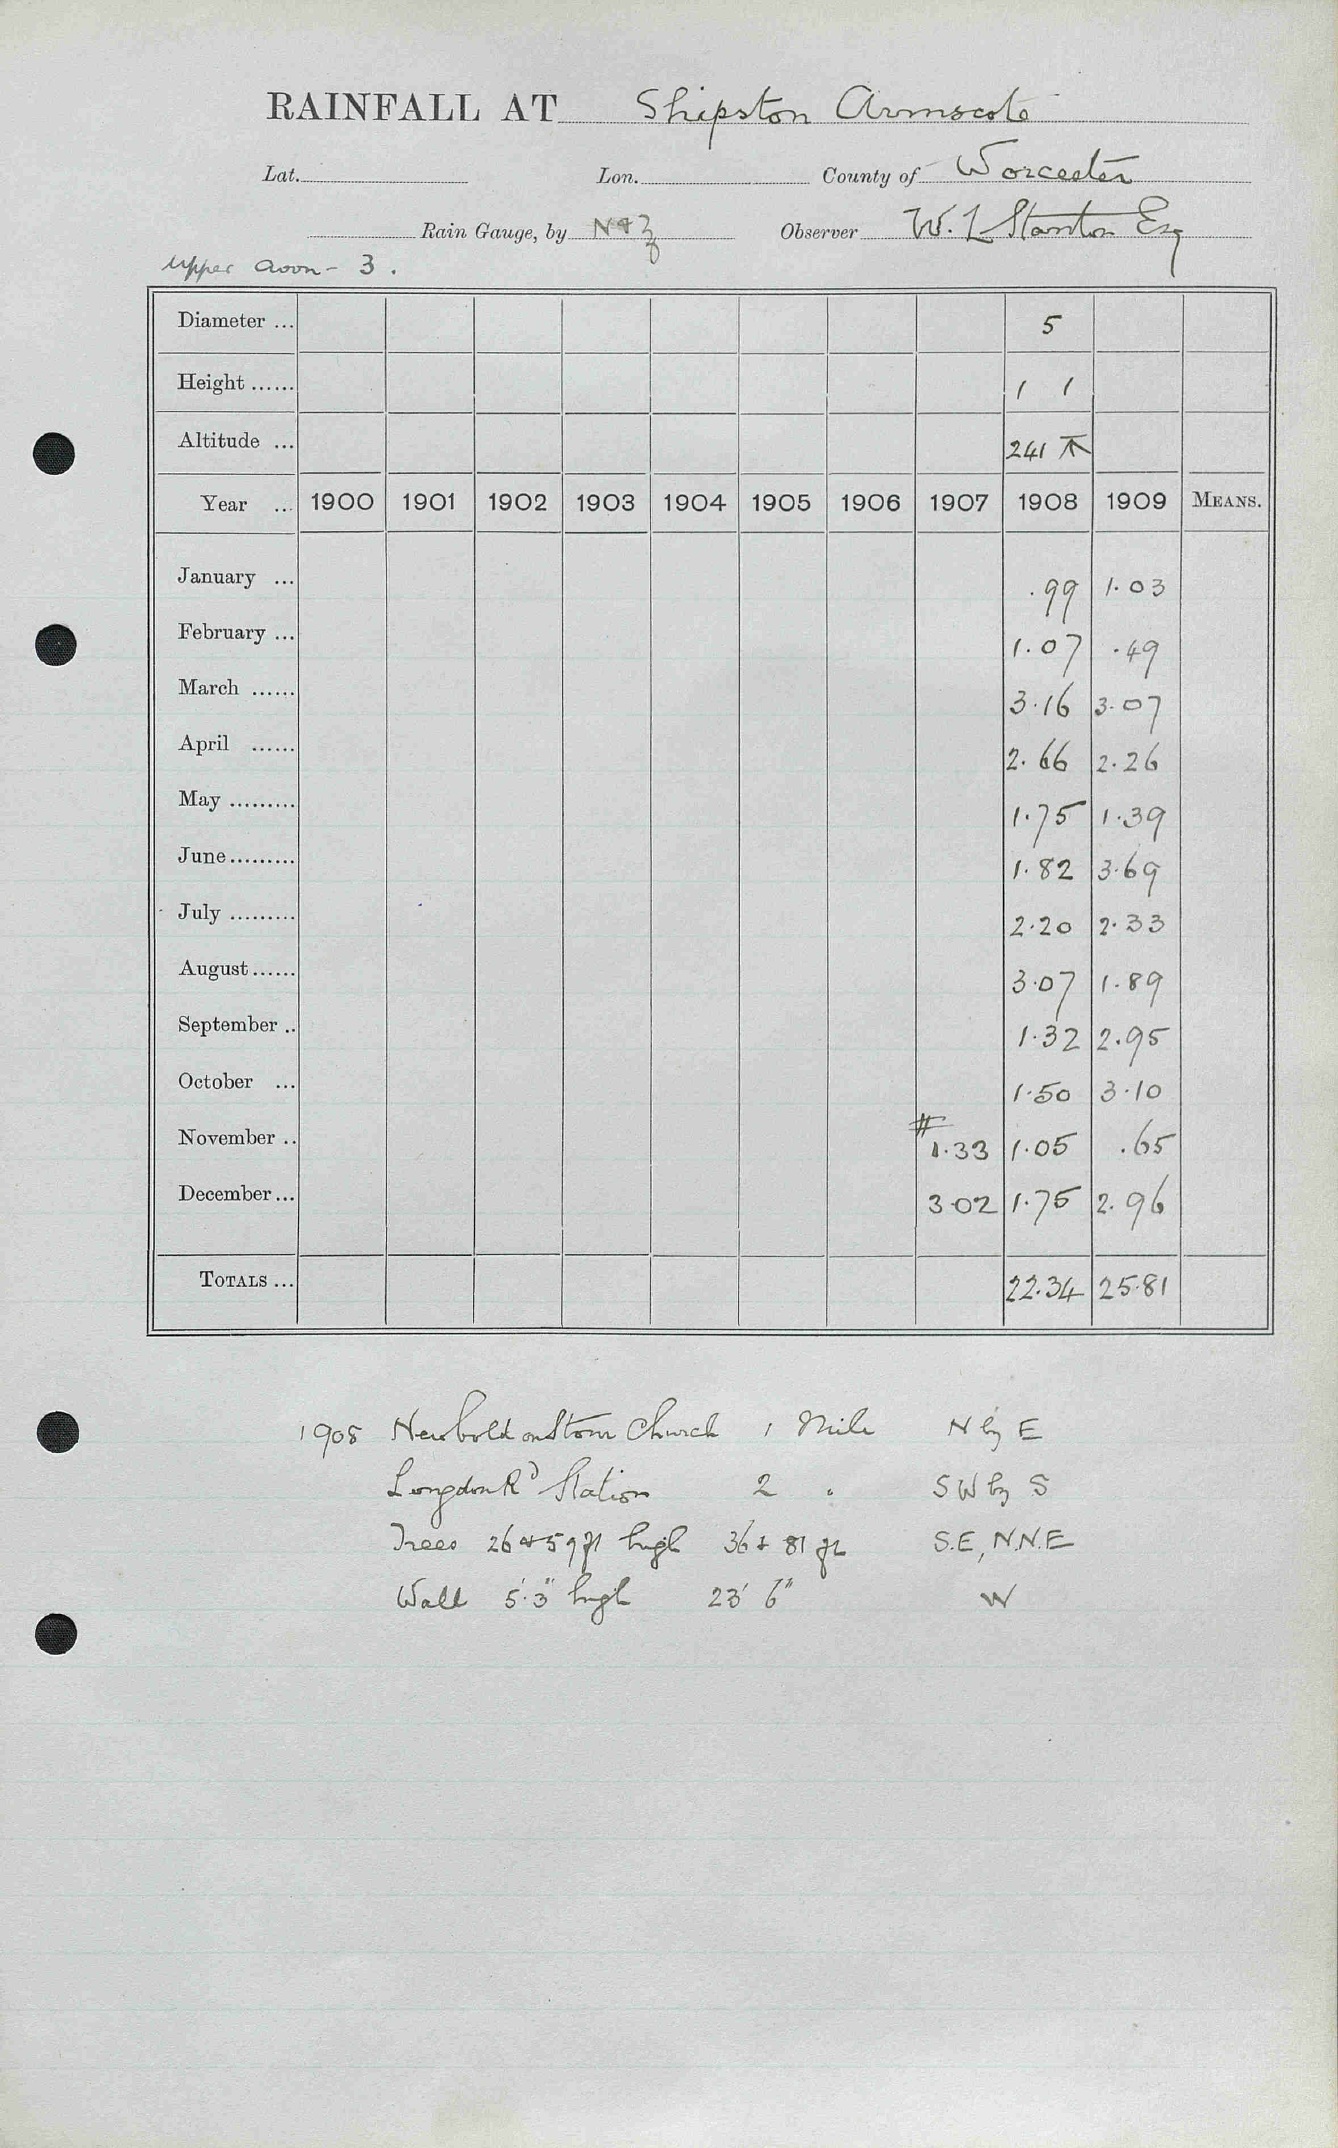 RAINFALL AT Shipston Armscote
Lat. Lon. County of Worcester
Rain Gauge, by N & Z Observer W. L. Stanton Esq
Upper Avon - 3.
Diameter ... 5
Height ...... 1 1
Altitude ... 241
Year ... 1900 1901 1902 1903 1904 1905 1906 1907 1908 1909 MEANS.
January ... .99 1.03
February ... 1.07 .49
March ...... 3.16 3.07
April ...... 2.66 2.26
May ......... 1.75 1.39
June ......... 1.82 3.69
July ......... 2.20 2.33
August ...... 3.07 1.89
September .. 1.32 2.95
October ... 1.50 3.10
November .. # 1.33 1.05 .65
December ... 3.02 1.75 2.96
TOTALS ... 22.34 25.81
1908 Newbold on Stour Church 1 Mile N by E
Longdon Rd Station 2 " SW by S
Trees 26 & 59 ft high 36 & 81 ft S.E, N.N.E
Wall 5' 3" high 23' 6" W